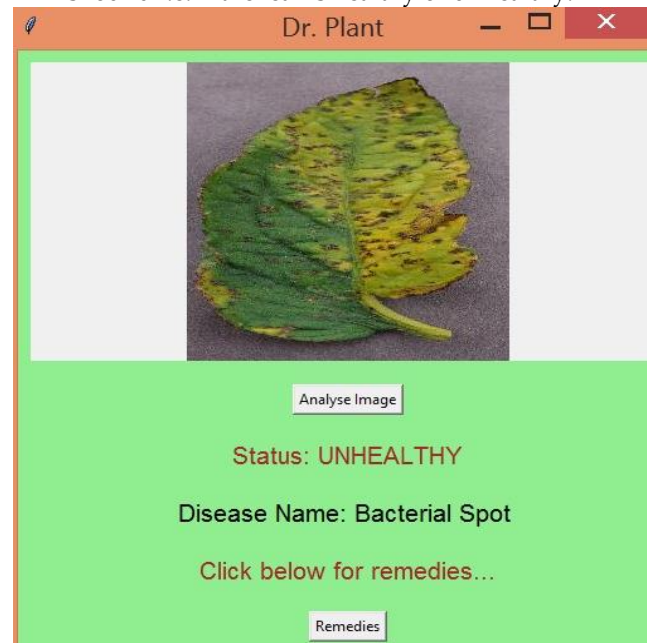 Dr. Plant
Analyse Image
Status: UNHEALTHY
Disease Name: Bacterial Spot
Click below for remedies...
Remedies